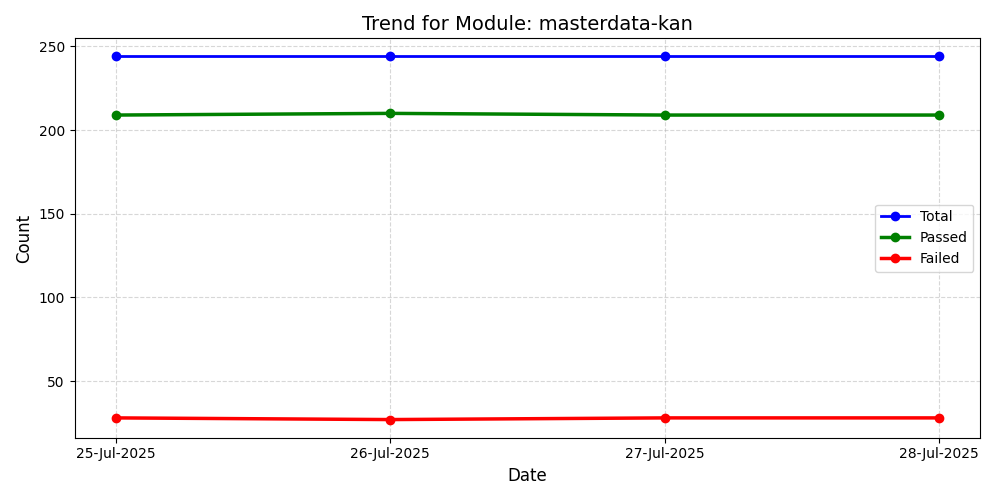 Trend for Module: masterdata-kan
250
200
150
100
50
Count
Total
Passed
Failed
25-Jul-2025 26-Jul-2025 27-Jul-2025 28-Jul-2025
Date